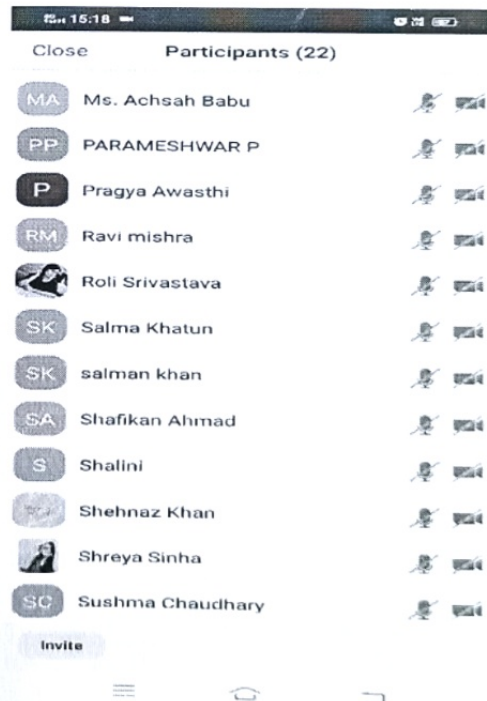 15:18
Close Participants (22)
MA Ms. Achsah Babu
PP PARAMESHWAR P
P Pragya Awasthi
RM Ravi mishra
Roli Srivastava
SK Salma Khatun
SK salman khan
SA Shafikan Ahmad
S Shalini
Shehnaz Khan
Shreya Sinha
SC Sushma Chaudhary
Invite